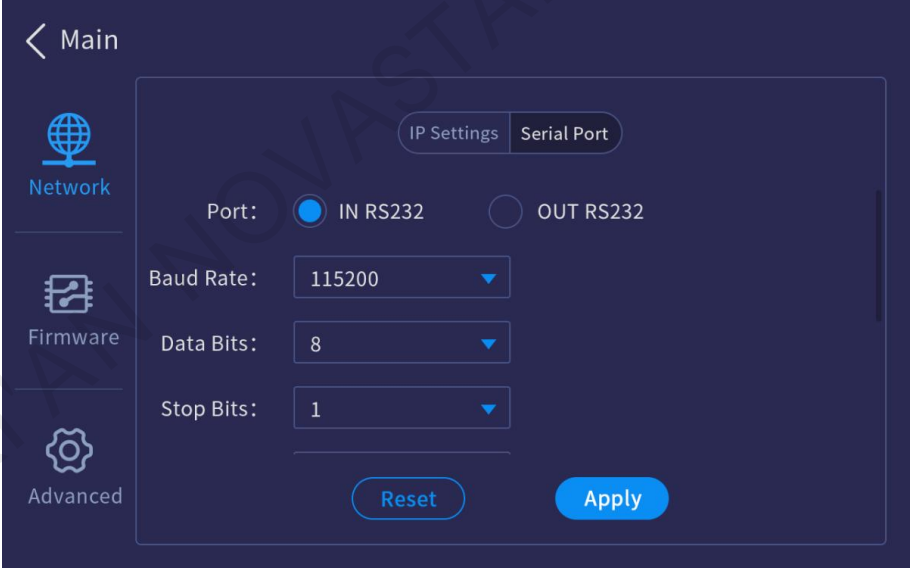 Main
IP Settings Serial Port
Network
Port: IN RS232 OUT RS232
Baud Rate: 115200
Firmware
Data Bits: 8
Stop Bits: 1
Advanced
Reset Apply
NOVASTAR